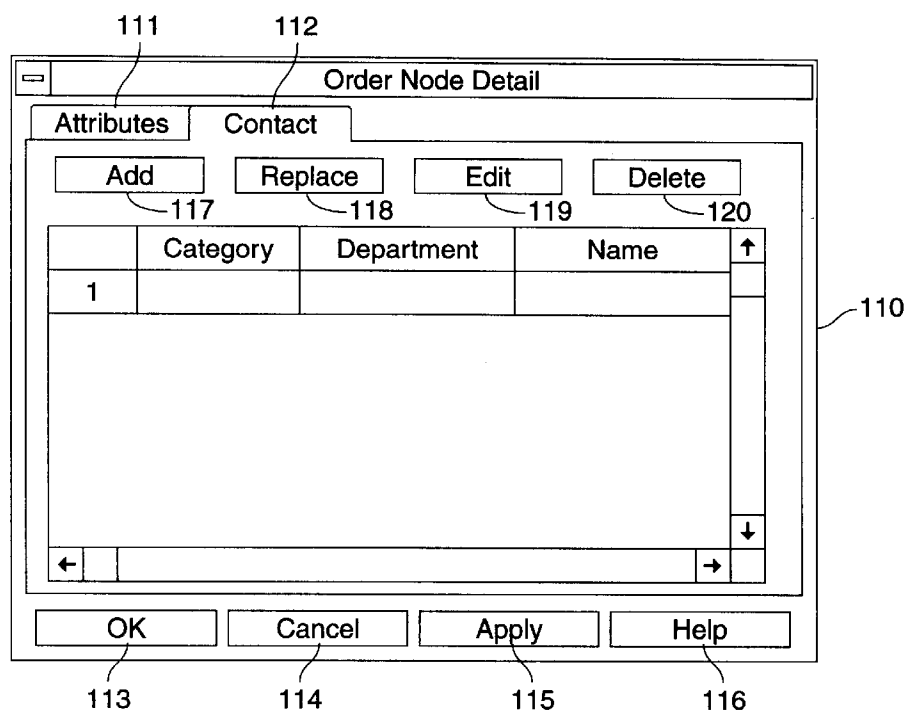 111 112
Order Node Detail
Attributes Contact
Add Replace Edit Delete
117 118 119 120
Category Department Name
1
110
OK Cancel Apply Help
113 114 115 116